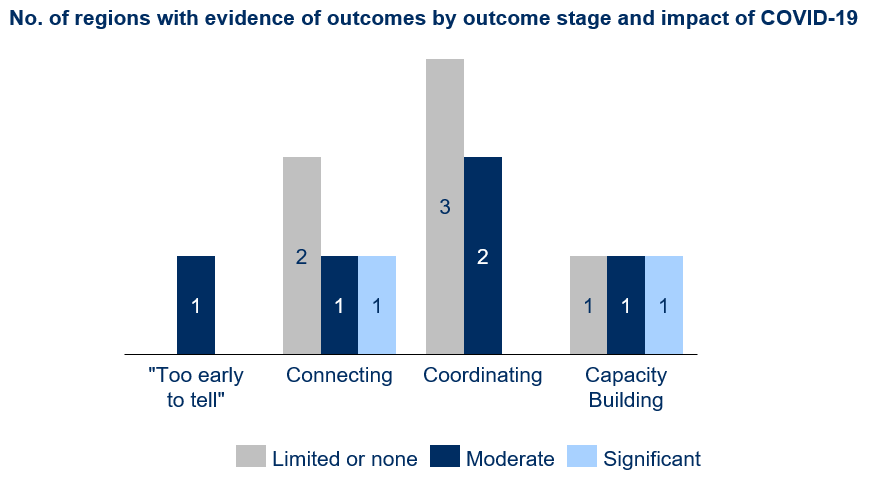 No. of regions with evidence of outcomes by outcome stage and impact of COVID-19
3
2
2
1
1
1
1
1
1
"Too early
to tell"
Connecting
Coordinating
Capacity
Building
Limited or none
Moderate
Significant